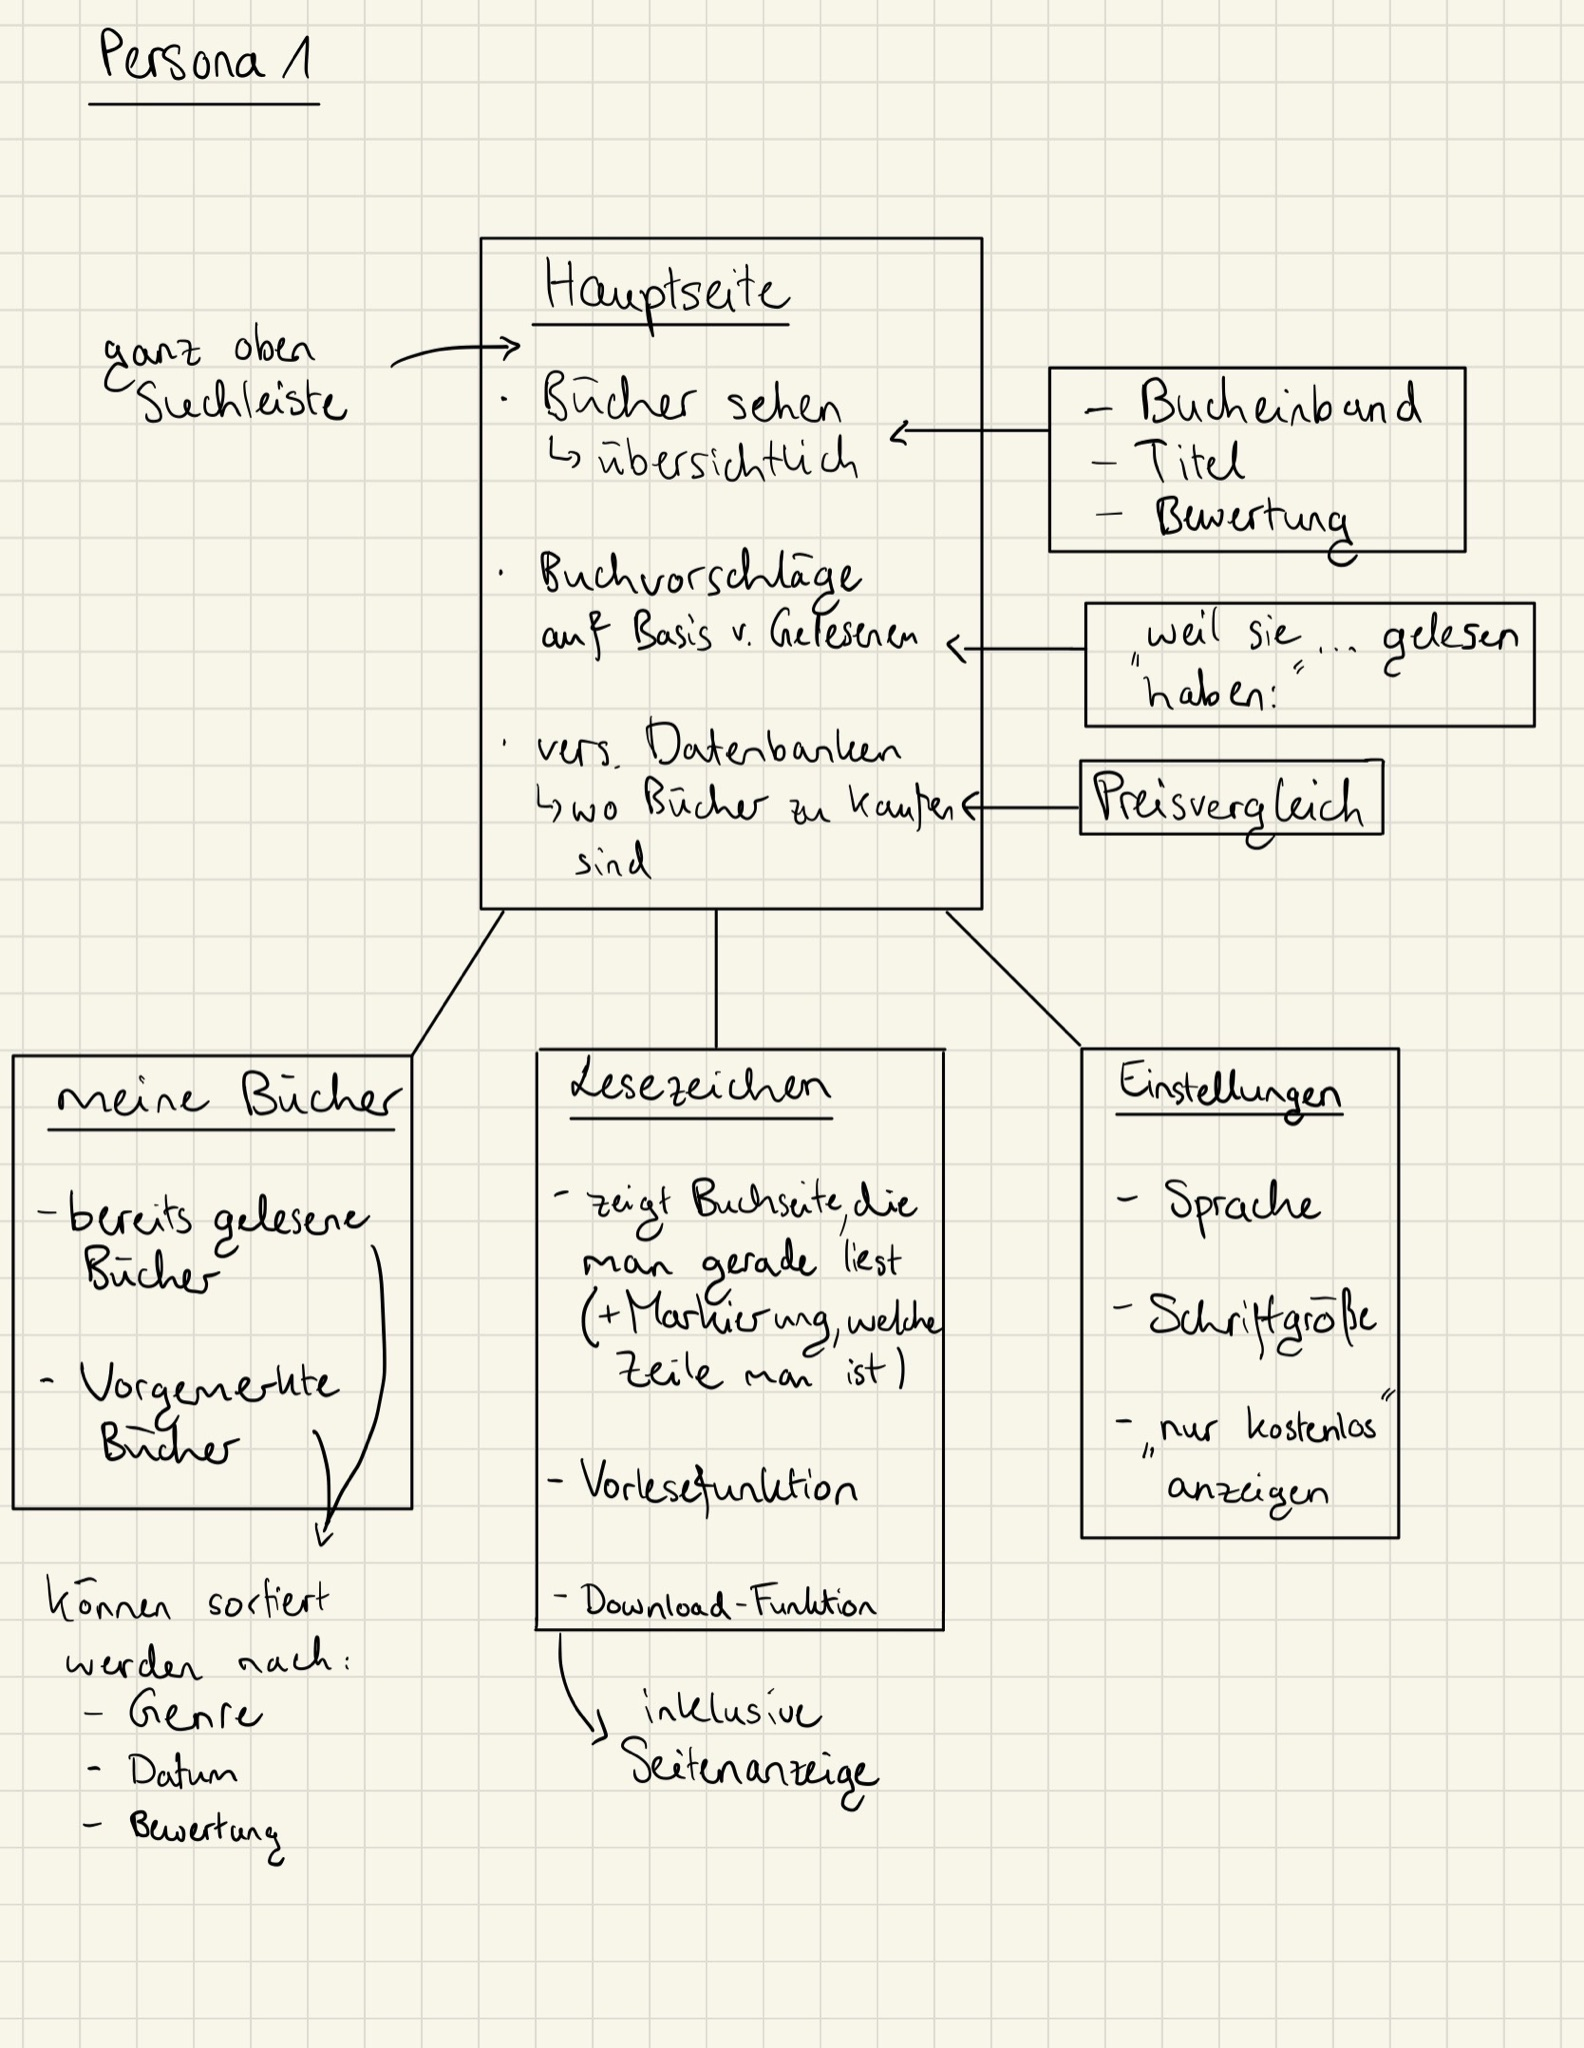 Persona 1
Hauptseite
ganz oben
Suchleiste
· Bücher sehen
↳ übersichtlich
- Bucheinband
- Titel
- Bewertung
· Buchvorschläge
auf Basis v. Gelesenen
„weil sie “... gelesen
haben:
· vers. Datenbanken
↳ wo Bücher zu kaufen
sind
Preisvergleich
meine Bücher
- bereits gelesene
Bücher
- Vorgemerkte
Bücher
können sortiert
werden nach:
- Genre
- Datum
- Bewertung
Lesezeichen
- zeigt Buchseite, die
man gerade liest
(+ Markierung, welche
Zeile man ist)
- Vorlesefunktion
- Download-Funktion
inklusive
Seitenanzeige
Einstellungen
- Sprache
- Schriftgröße
- „nur kostenlos“
anzeigen